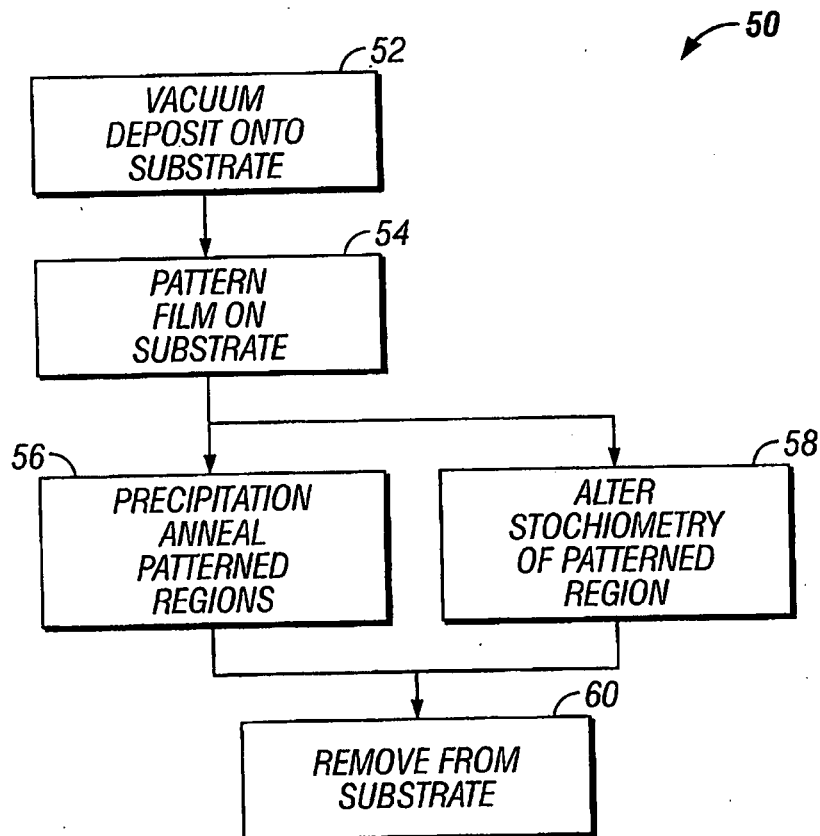 50
52
VACUUM
DEPOSIT ONTO
SUBSTRATE
54
PATTERN
FILM ON
SUBSTRATE
56
PRECIPITATION
ANNEAL
PATTERNED
REGIONS
58
ALTER
STOCHIOMETRY
OF PATTERNED
REGION
60
REMOVE FROM
SUBSTRATE